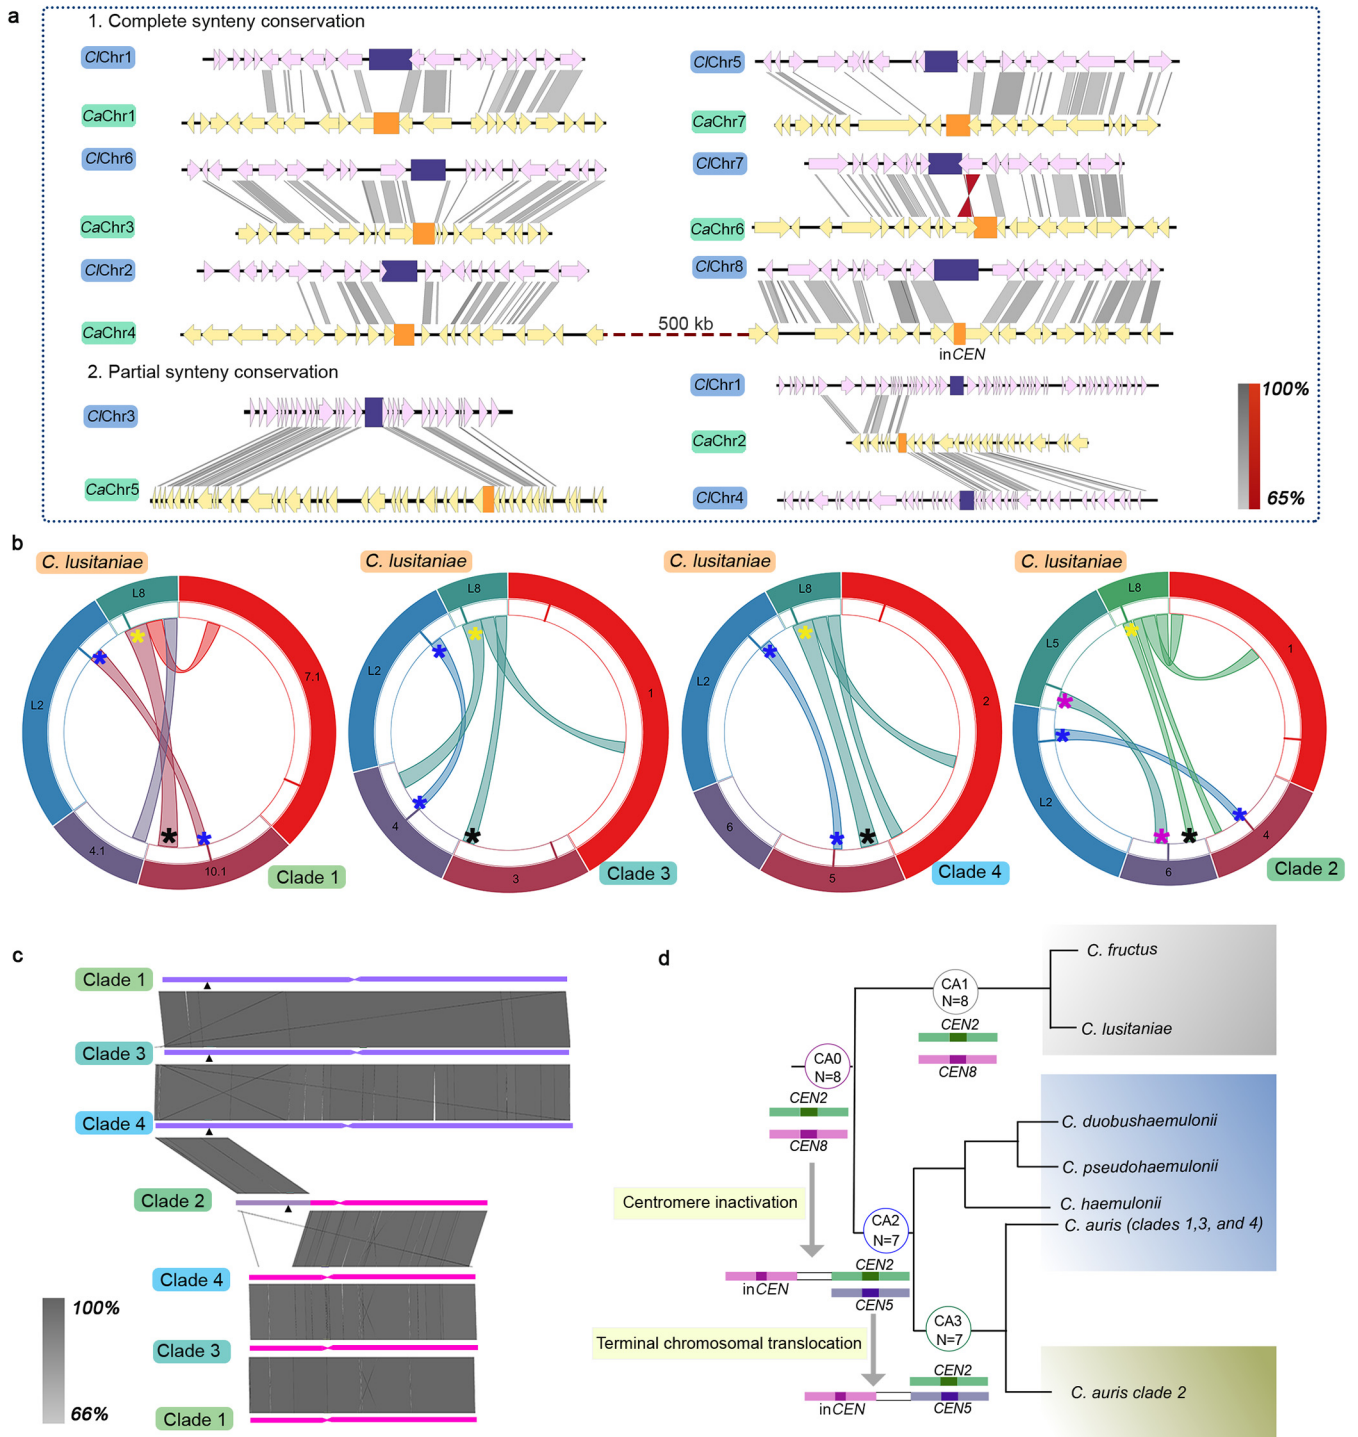 a
1. Complete synteny conservation
ClChr1
CaChr1
ClChr6
CaChr3
ClChr2
CaChr4
ClChr5
CaChr7
ClChr7
CaChr6
ClChr8
500 kb
inCEN
2. Partial synteny conservation
ClChr3
CaChr5
ClChr1
CaChr2
ClChr4
100%
65%
b
C. lusitaniae
L8
7.1
L2
4.1
10.1
Clade 1
C. lusitaniae
L8
L2
1
4
3
Clade 3
C. lusitaniae
L8
L2
2
6
5
Clade 4
C. lusitaniae
L8
L5
1
L2
4
6
Clade 2
c
Clade 1
Clade 3
Clade 4
Clade 2
Clade 4
Clade 3
Clade 1
100%
66%
d
C. fructus
CA1
N=8
CEN2
C. lusitaniae
CEN8
CA0
N=8
CEN2
CEN8
C. duobushaemulonii
C. pseudohaemulonii
Centromere inactivation
C. haemulonii
CA2
N=7
C. auris (clades 1,3, and 4)
CEN2
inCEN
CEN5
CA3
N=7
Terminal chromosomal translocation
CEN2
inCEN
CEN5
C. auris clade 2